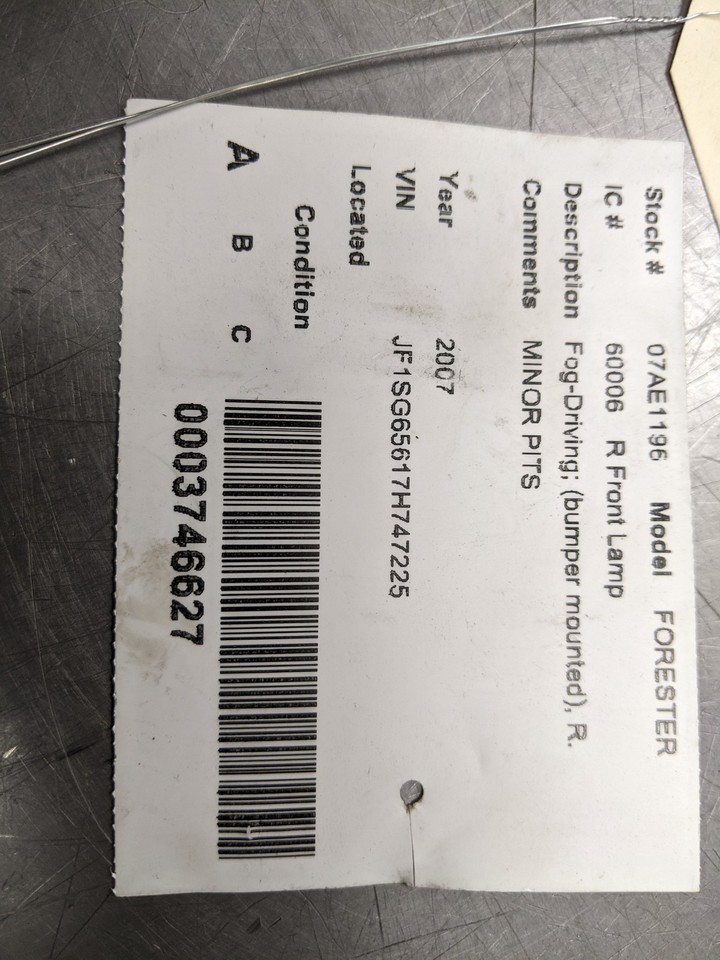 Stock # 07AE1196 Model FORESTER
IC # 60006 R Front Lamp
Description Fog-Driving; (bumper mounted), R.
Comments MINOR PITS
Year 2007
VIN JF1SG65617H747225
Located
Condition
A B C
0003746627